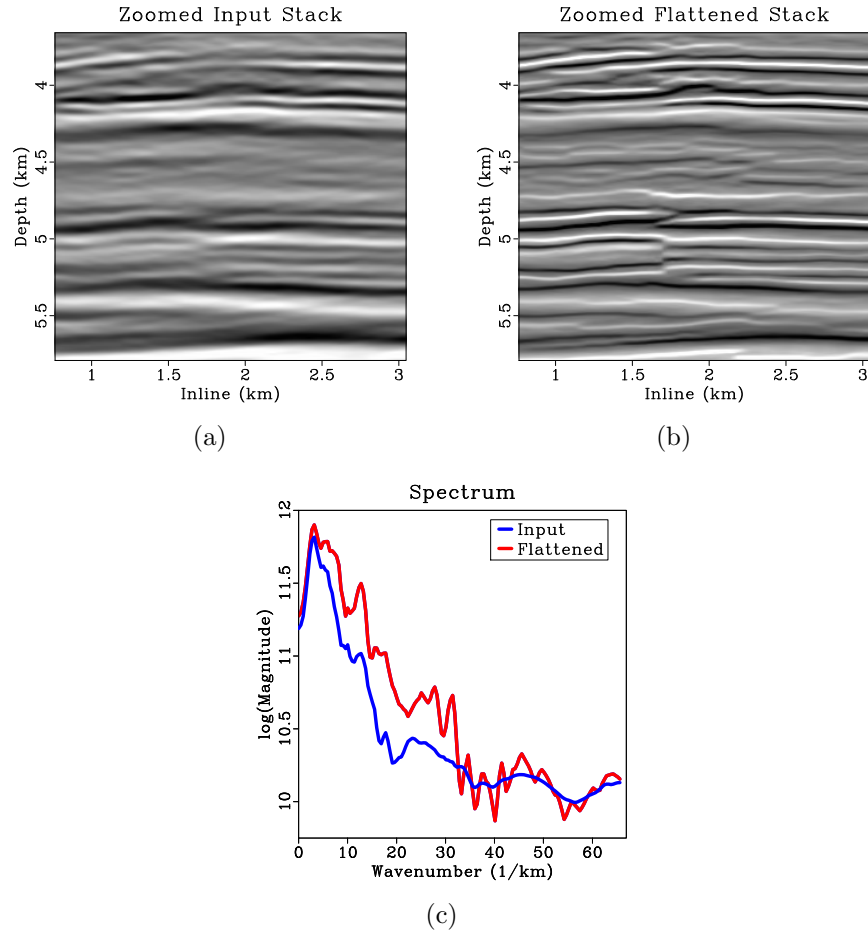 Zoomed Input Stack
4
4.5
5
5.5
Depth (km)
1
1.5
2
2.5
3
Inline (km)
(a)
Zoomed Flattened Stack
4
4.5
5
5.5
Depth (km)
1
1.5
2
2.5
3
Inline (km)
(b)
Spectrum
Input
Flattened
12
11.5
11
10.5
10
log(Magnitude)
0
10
20
30
40
50
60
Wavenumber (1/km)
(c)